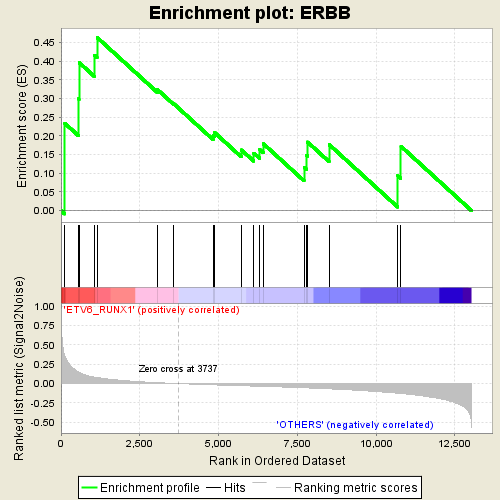 Enrichment plot: ERBB
Enrichment score (ES)
0.45
0.40
0.35
0.30
0.25
0.20
0.15
0.10
0.05
0.00
'ETV6_RUNX1' (positively correlated)
Ranked list metric (Signal2Noise)
1.00
0.75
0.50
0.25
0.00
-0.25
-0.50
Zero cross at 3737
'OTHERS' (negatively correlated)
0 2,500 5,000 7,500 10,000 12,500
Rank in Ordered Dataset
Enrichment profile Hits Ranking metric scores